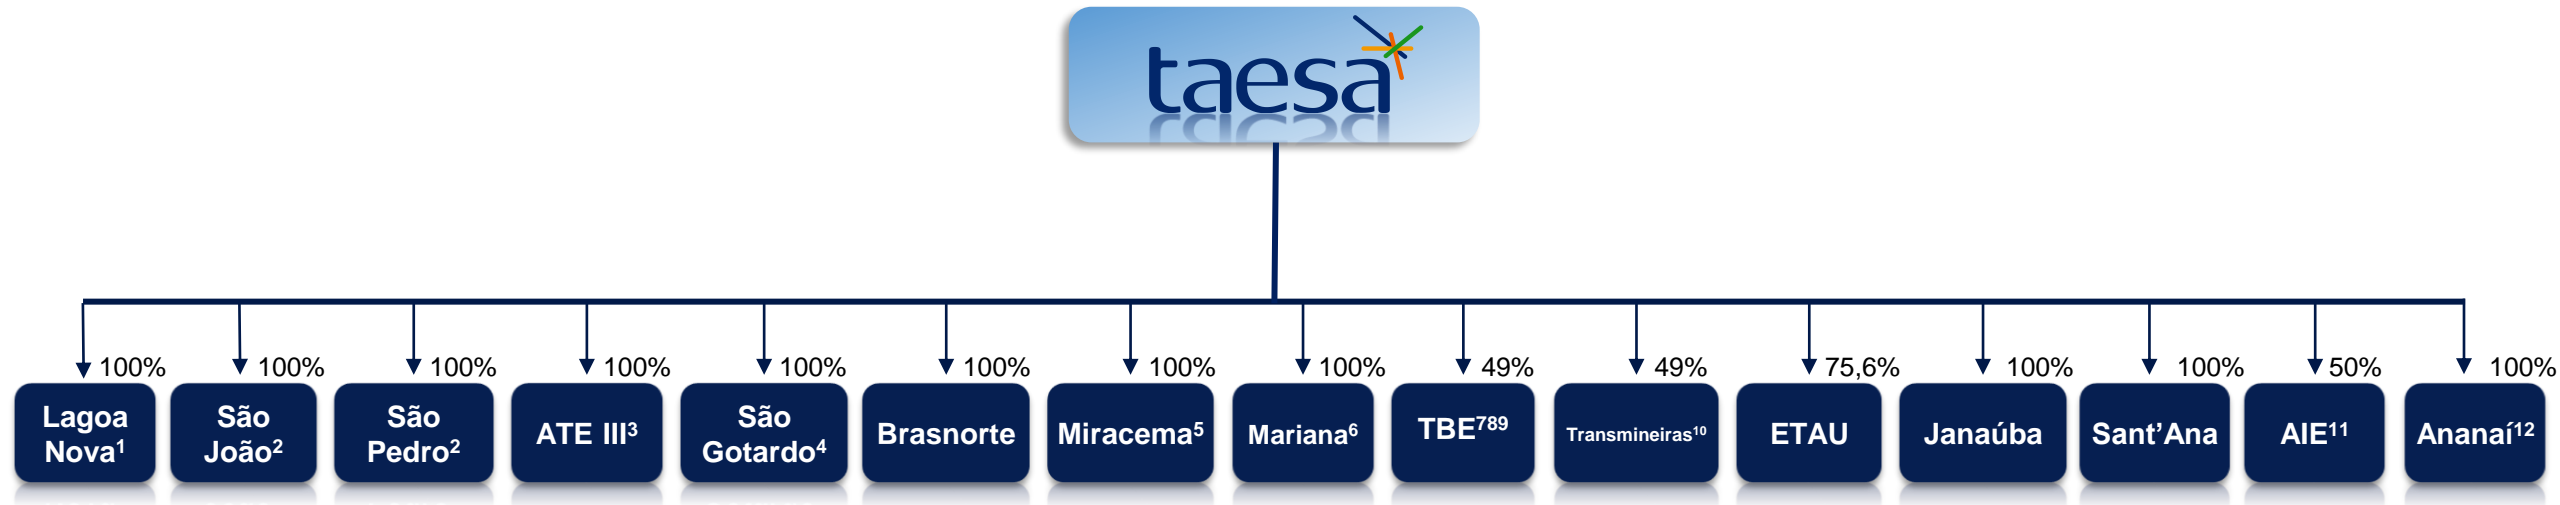 taesa
100%
100%
100%
100%
100%
100%
100%
100%
49%
49%
75,6%
100%
100%
50%
100%
Lagoa
Nova¹
São
João²
São
Pedro²
ATE III³
São
Gotardo⁴
Brasnorte
Miracema⁵
Mariana⁶
TBE⁷⁸⁹
Transmineiras¹⁰
ETAU
Janaúba
Sant’Ana
AIE¹¹
Ananaí¹²